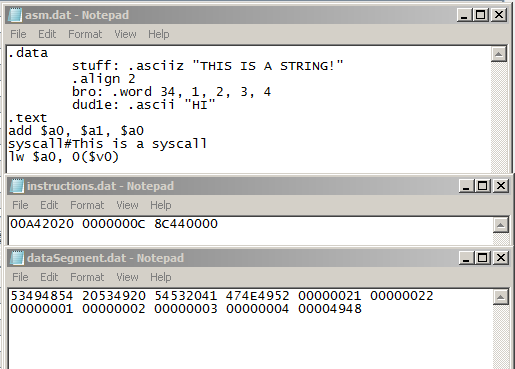 asm.dat - Notepad
File Edit Format View Help
.data
stuff: .asciiz "THIS IS A STRING!"
.align 2
bro: .word 34, 1, 2, 3, 4
dud1e: .ascii "HI"
.text
add $a0, $a1, $a0
syscall#This is a syscall
lw $a0, 0($v0)
instructions.dat - Notepad
File Edit Format View Help
00A42020 0000000C 8C440000
dataSegment.dat - Notepad
File Edit Format View Help
53494854 20534920 54532041 474E4952 00000021 00000022
00000001 00000002 00000003 00000004 00004948